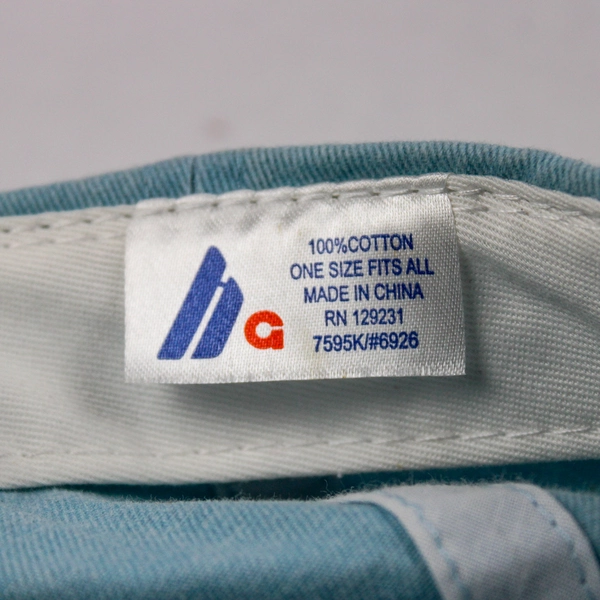 100%COTTON
ONE SIZE FITS ALL
MADE IN CHINA
RN 129231
7595K/#6926